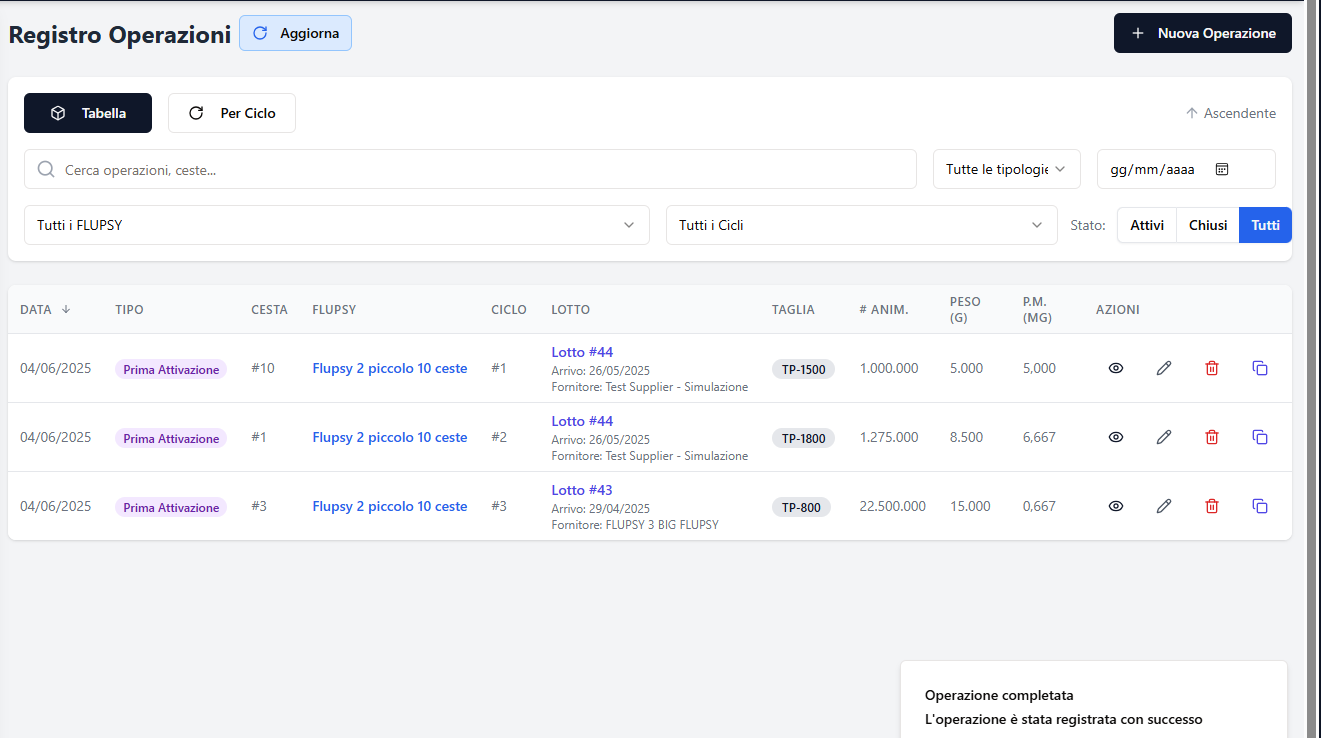 Registro Operazioni Aggiorna + Nuova Operazione
Tabella Per Ciclo ↑ Ascendente
Cerca operazioni, ceste... Tutte le tipologie gg/mm/aaaa
Tutti i FLUPSY Tutti i Cicli Stato: Attivi Chiusi Tutti
DATA ↓ TIPO CESTA FLUPSY CICLO LOTTO TAGLIA # ANIM. PESO (G) P.M. (MG) AZIONI
04/06/2025 Prima Attivazione #10 Flupsy 2 piccolo 10 ceste #1 Lotto #44 TP-1500 1.000.000 5.000 5,000
Arrivo: 26/05/2025
Fornitore: Test Supplier - Simulazione
04/06/2025 Prima Attivazione #1 Flupsy 2 piccolo 10 ceste #2 Lotto #44 TP-1800 1.275.000 8.500 6,667
Arrivo: 26/05/2025
Fornitore: Test Supplier - Simulazione
04/06/2025 Prima Attivazione #3 Flupsy 2 piccolo 10 ceste #3 Lotto #43 TP-800 22.500.000 15.000 0,667
Arrivo: 29/04/2025
Fornitore: FLUPSY 3 BIG FLUPSY
Operazione completata
L'operazione è stata registrata con successo